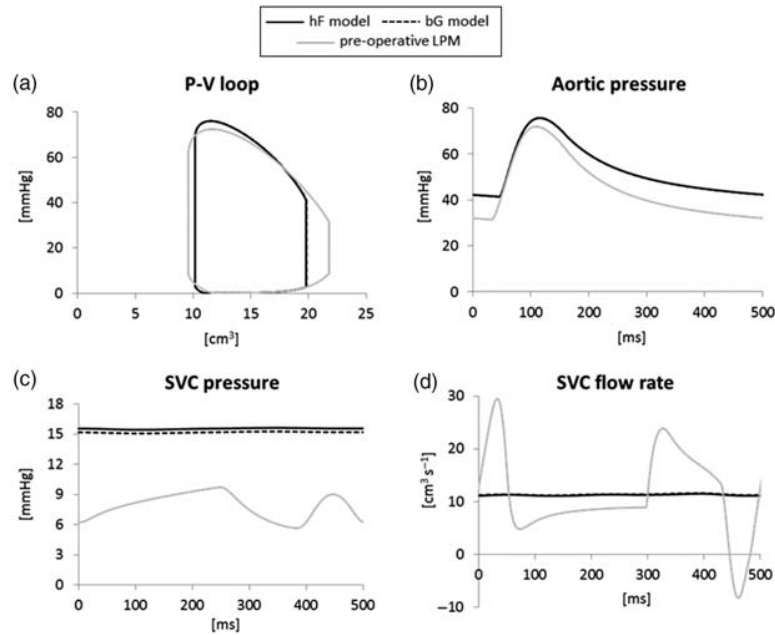 hF model bG model
pre-operative LPM
(a) P-V loop
80
60
40
20
0
[mmHg]
0 5 10 15 20 25
[cm³]
(b) Aortic pressure
80
60
40
20
0
[mmHg]
0 100 200 300 400 500
[ms]
(c) SVC pressure
18
15
12
9
6
3
0
[mmHg]
0 100 200 300 400 500
[ms]
(d) SVC flow rate
30
20
10
0
−10
[cm³ s⁻¹]
0 100 200 300 400 500
[ms]